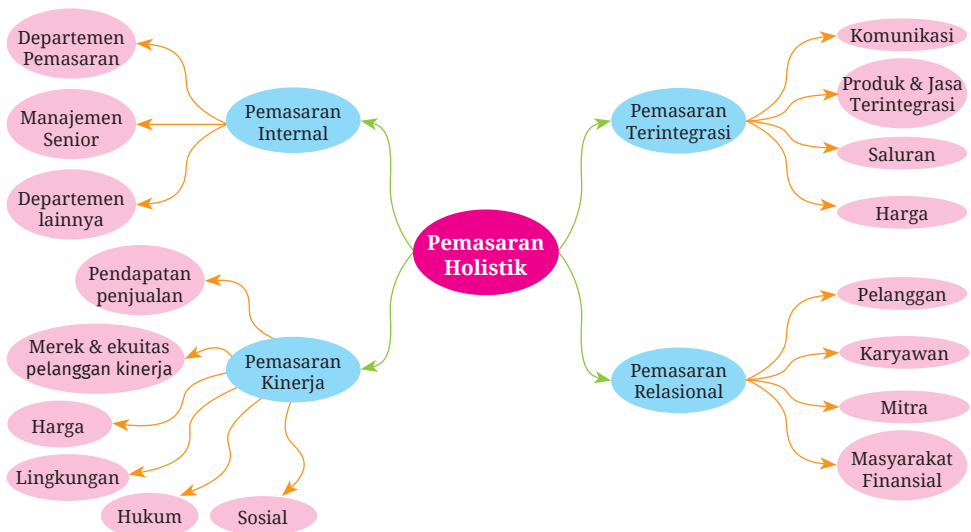 Pemasaran
Holistik
Pemasaran
Internal
Departemen
Pemasaran
Manajemen
Senior
Departemen
lainnya
Pemasaran
Terintegrasi
Komunikasi
Produk & Jasa
Terintegrasi
Saluran
Harga
Pemasaran
Kinerja
Pendapatan
penjualan
Merek & ekuitas
pelanggan kinerja
Harga
Lingkungan
Hukum
Sosial
Pemasaran
Relasional
Pelanggan
Karyawan
Mitra
Masyarakat
Finansial